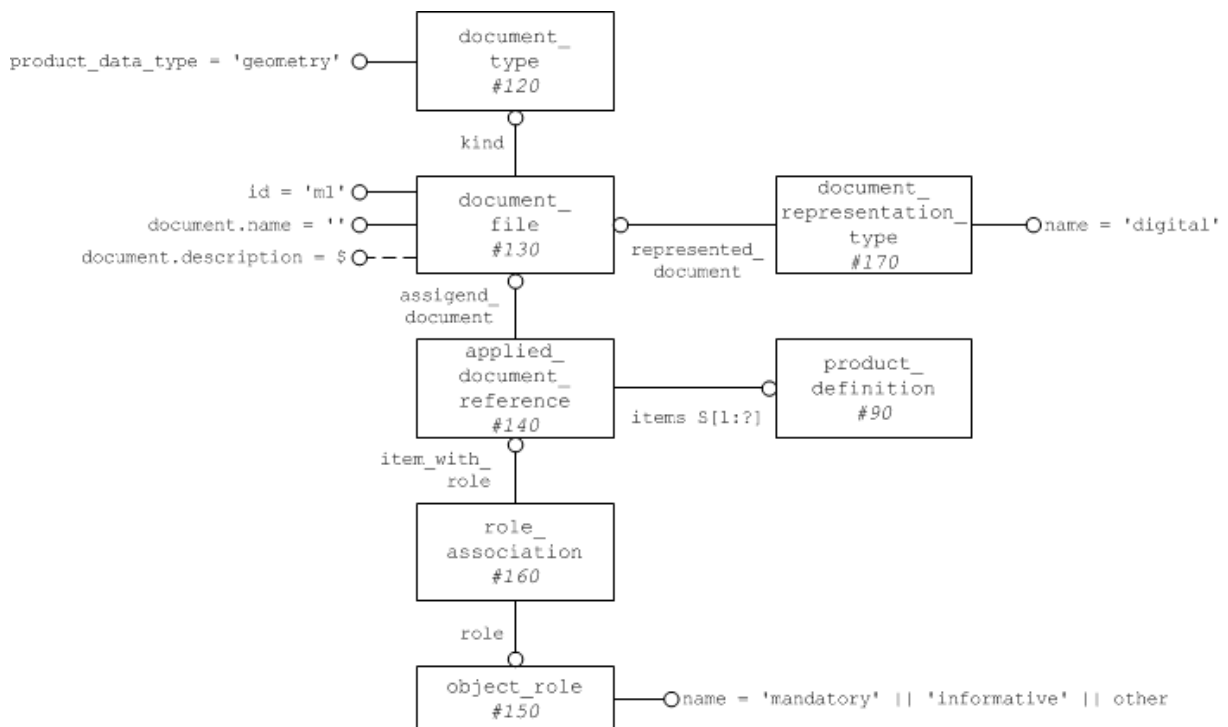 document_
type
#120
product_data_type = 'geometry'
kind
id = 'm1'
document.name = ''
document.description = $
document_
file
#130
represented_
document
document_
representation_
type
#170
name = 'digital'
assigend_
document
applied_
document_
reference
#140
items S[1:?]
product_
definition
#90
item_with_
role
role_
association
#160
role
object_role
#150
name = 'mandatory' || 'informative' || other